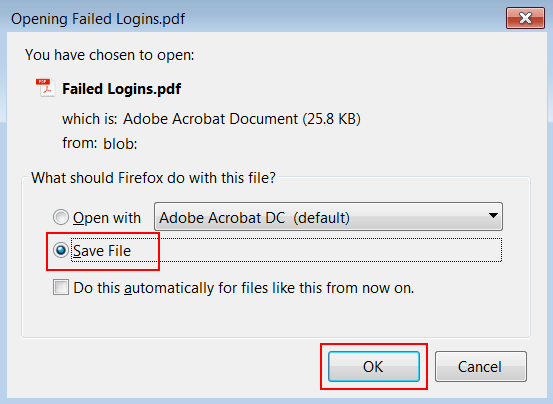 Opening Failed Logins.pdf
You have chosen to open:
PDF
Failed Logins.pdf
which is: Adobe Acrobat Document (25.8 KB)
from: blob:
What should Firefox do with this file?
Open with Adobe Acrobat DC (default)
Save File
Do this automatically for files like this from now on.
OK Cancel